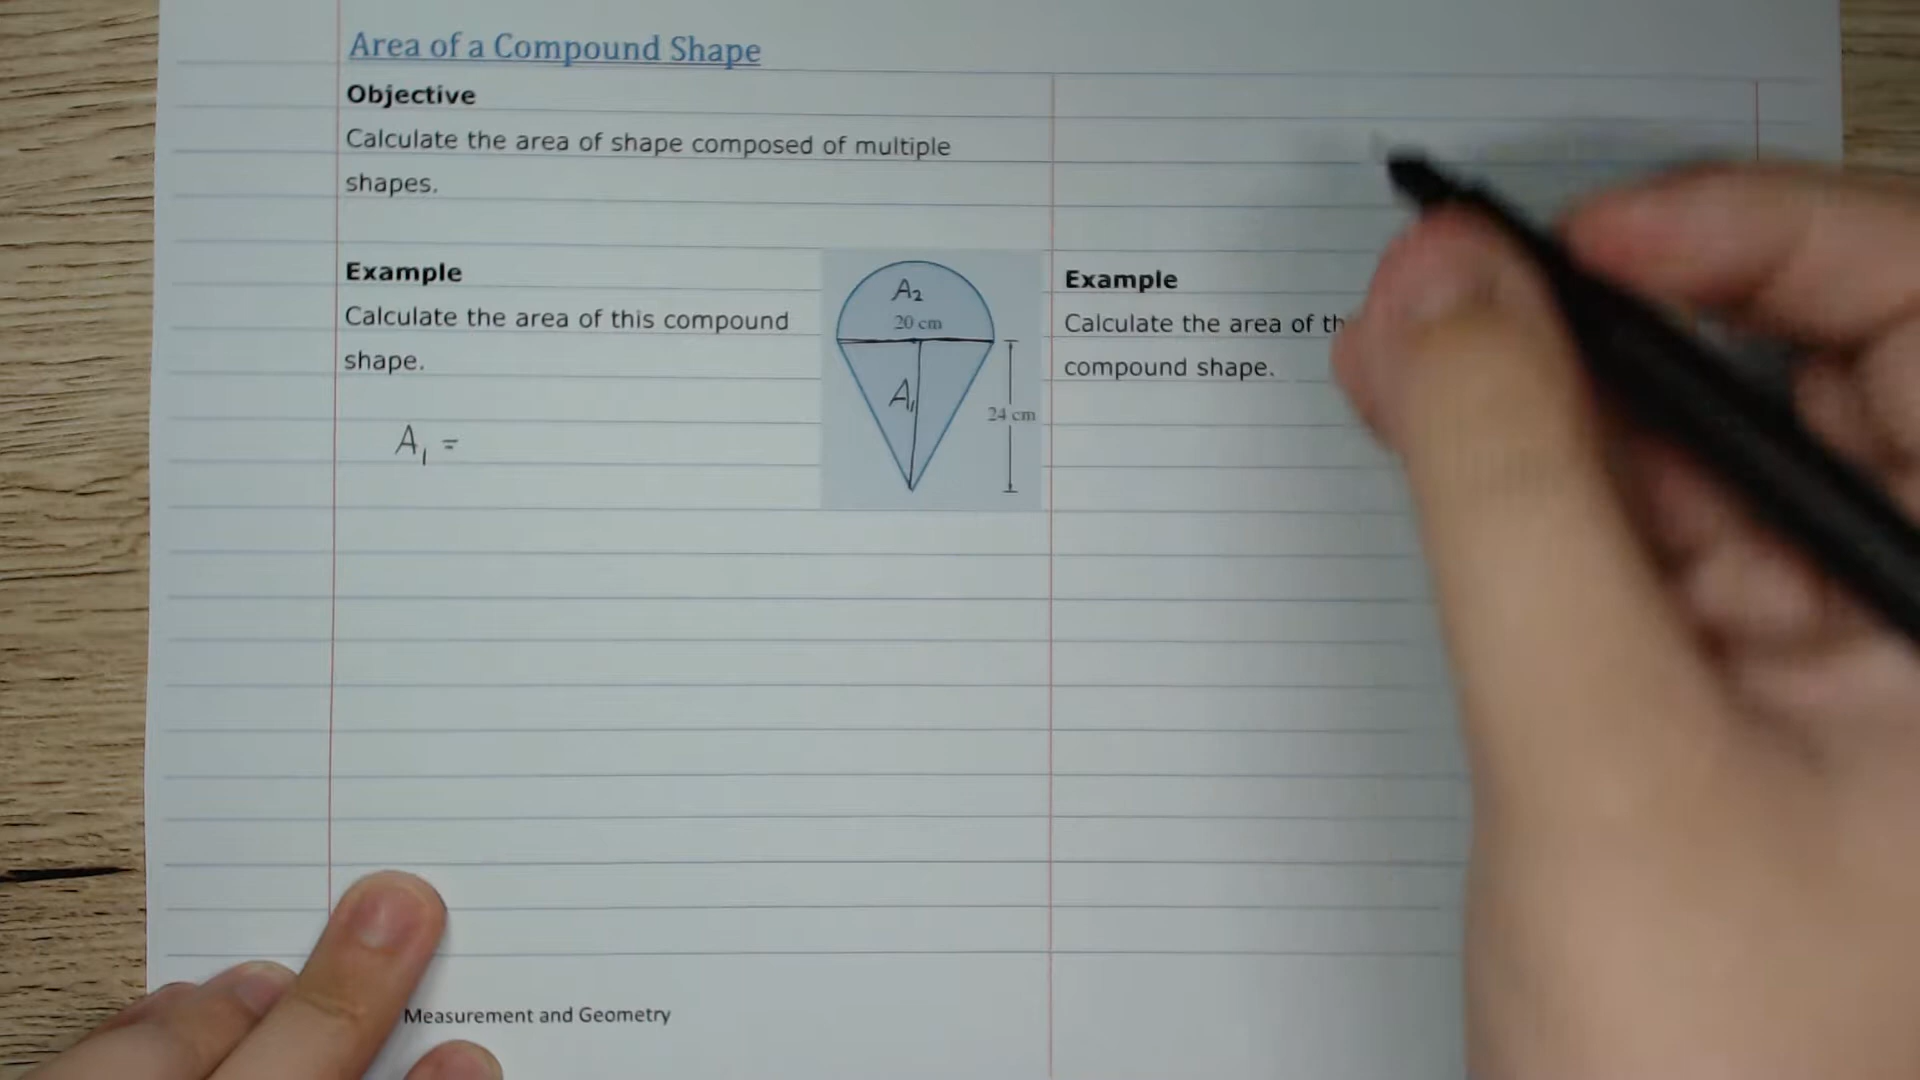 Area of a Compound Shape
Objective
Calculate the area of shape composed of multiple
shapes.
Example
Calculate the area of this compound
shape.
A₁ =
A₂
20 cm
A₁
24 cm
Example
Calculate the area of
compound shape.
Measurement and Geometry